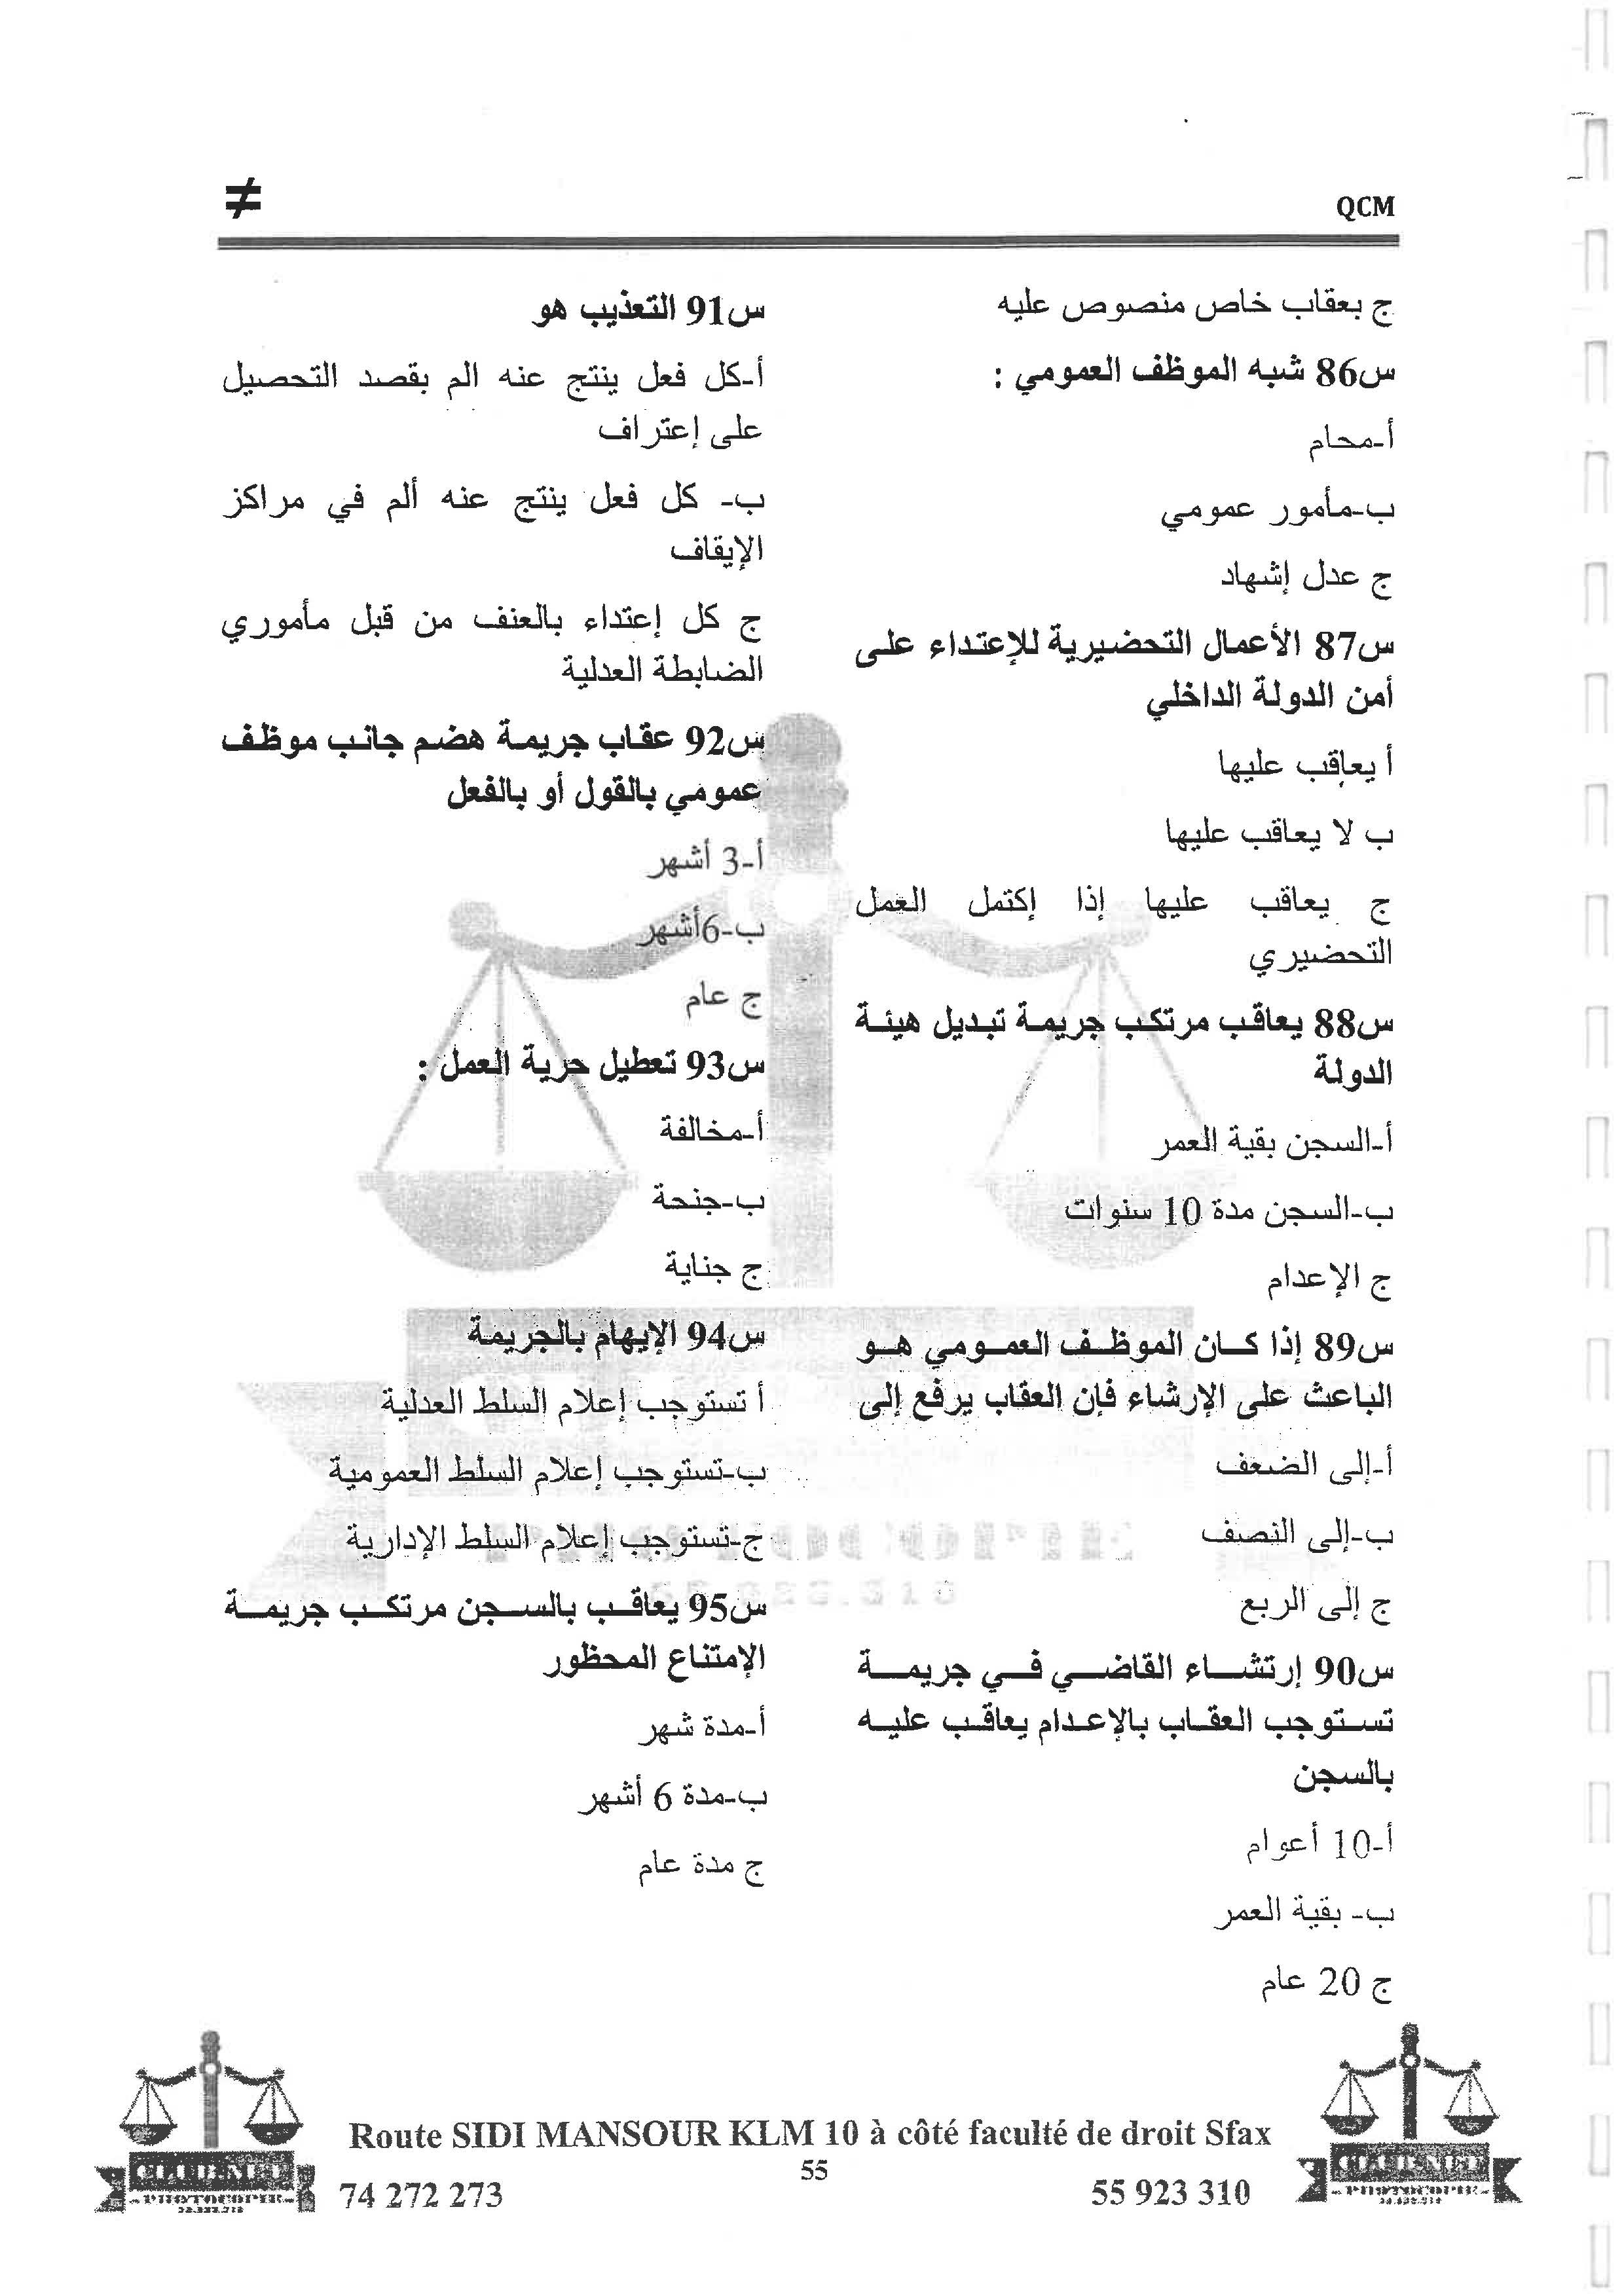 QCM
≠
ج بعقاب خاص منصوص عليه
س86 شبه الموظف العمومي :
أ-محام
ب-مأمور عمومي
ج عدل إشهاد
س87 الأعمال التحضيرية للإعتداء على
أمن الدولة الداخلي
أ يعاقب عليها
ب لا يعاقب عليها
ج يعاقب عليها إذا إكتمل العمل
التحضيري
س88 يعاقب مرتكب جريمة تبديل هيئة
الدولة
أ-السجن بقية العمر
ب-السجن مدة 10 سنوات
ج الإعدام
س89 إذا كان الموظف العمومي هو
الباعث على الإرشاء فإن العقاب يرفع إلى
أ-إلى الضعف
ب-إلى النصف
ج إلى الربع
س90 إرتشاء القاضي في جريمة
تستوجب العقاب بالإعدام يعاقب عليه
بالسجن
أ-10 أعوام
ب- بقية العمر
ج 20 عام
س91 التعذيب هو
أ-كل فعل ينتج عنه الم بقصد التحصيل
على إعتراف
ب- كل فعل ينتج عنه ألم في مراكز
الإيقاف
ج كل إعتداء بالعنف من قبل مأموري
الضابطة العدلية
س92 عقاب جريمة هضم جانب موظف
عمومي بالقول أو بالفعل
أ-3 أشهر
ب-6أشهر
ج عام
س93 تعطيل حرية العمل :
أ-مخالفة
ب-جنحة
ج جناية
س94 الإيهام بالجريمة
أ تستوجب إعلام السلط العدلية
ب-تستوجب إعلام السلط العمومية
ج-تستوجب إعلام السلط الإدارية
س95 يعاقب بالسجن مرتكب جريمة
الإمتناع المحظور
أ-مدة شهر
ب-مدة 6 أشهر
ج مدة عام
Route SIDI MANSOUR KLM 10 à côté faculté de droit Sfax
55
74 272 273
55 923 310
CLUB.NET
PHOTOCOPIE
CLUB.NET
PHOTOCOPIE